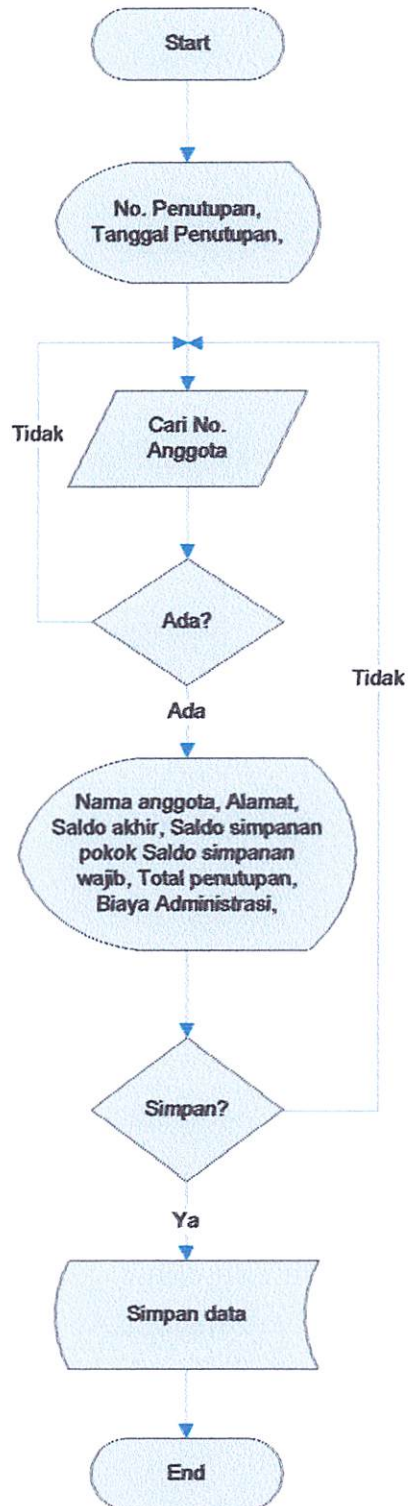 Start
No. Penutupan,
Tanggal Penutupan,
Tidak
Cari No.
Anggota
Ada?
Tidak
Ada
Nama anggota, Alamat,
Saldo akhir, Saldo simpanan
pokok Saldo simpanan
wajib, Total penutupan,
Biaya Administrasi,
Simpan?
Ya
Simpan data
End